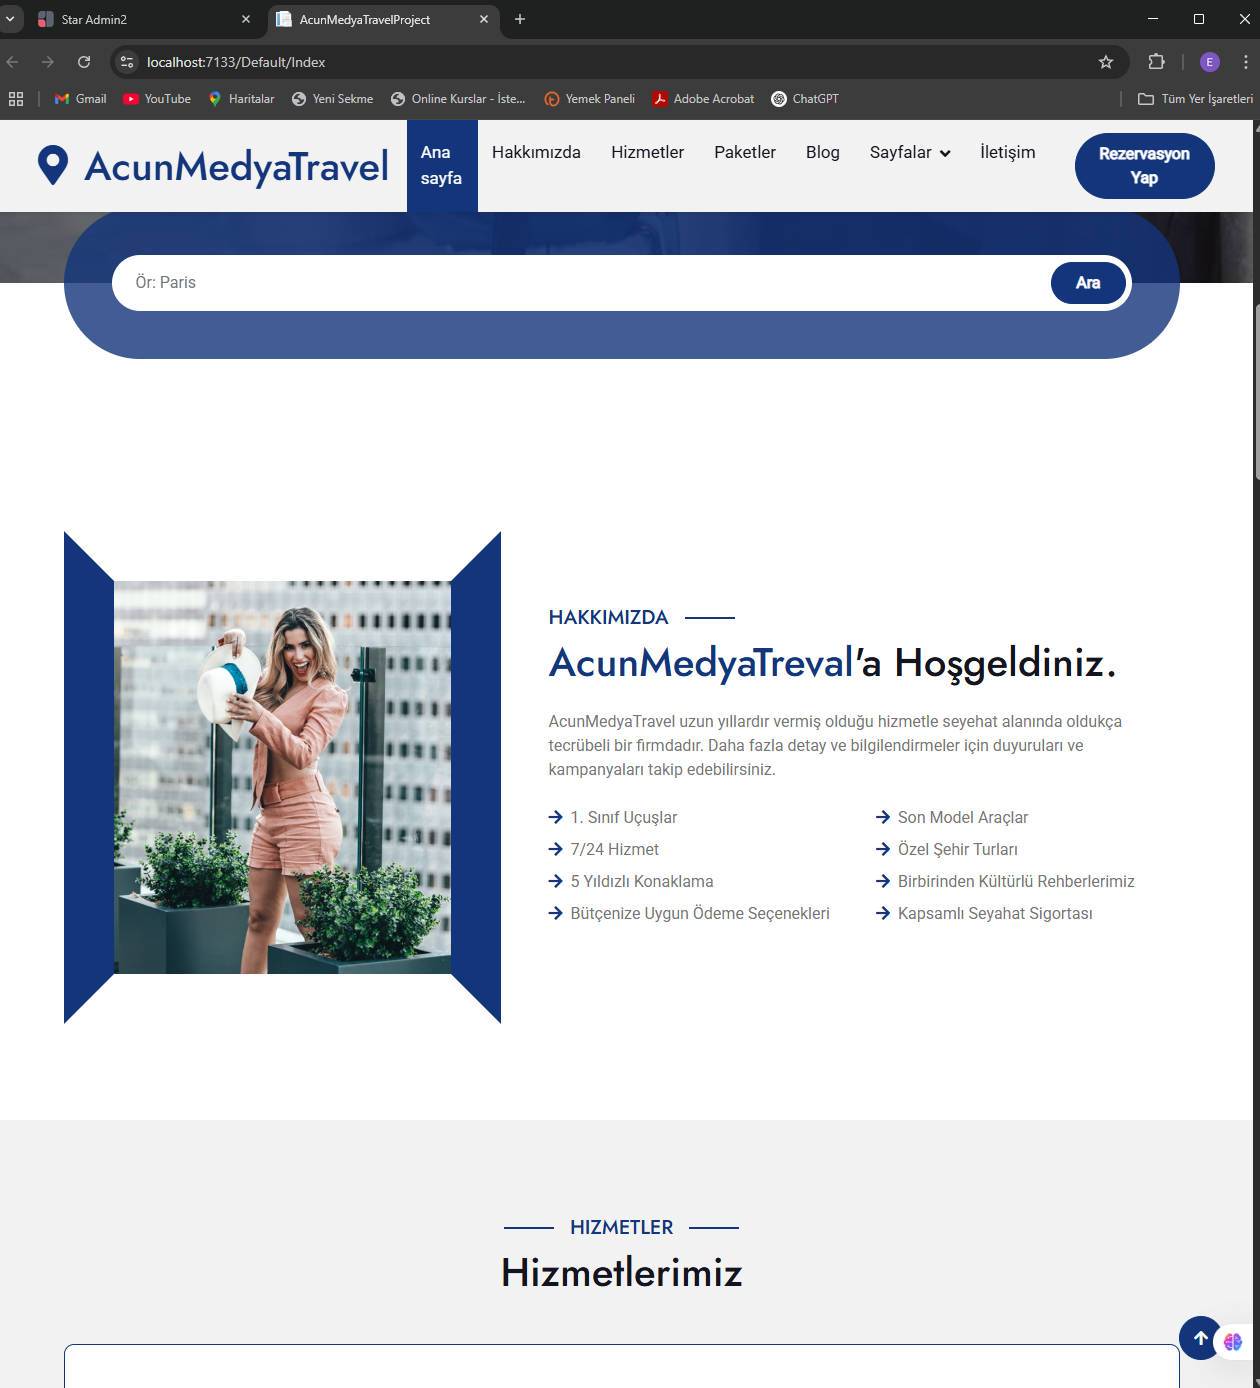 Star Admin2
AcunMedyaTravelProject
localhost:7133/Default/Index
E
Gmail
YouTube
Haritalar
Yeni Sekme
Online Kurslar - İste...
Yemek Paneli
Adobe Acrobat
ChatGPT
Tüm Yer İşaretleri
AcunMedyaTravel
Ana
sayfa
Hakkımızda
Hizmetler
Paketler
Blog
Sayfalar
İletişim
Rezervasyon
Yap
Ör: Paris
Ara
HAKKIMIZDA
AcunMedyaTreval'a Hoşgeldiniz.
AcunMedyaTravel uzun yıllardır vermiş olduğu hizmetle seyehat alanında oldukça
tecrübeli bir firmdadır. Daha fazla detay ve bilgilendirmeler için duyuruları ve
kampanyaları takip edebilirsiniz.
1. Sınıf Uçuşlar
Son Model Araçlar
7/24 Hizmet
Özel Şehir Turları
5 Yıldızlı Konaklama
Birbirinden Kültürlü Rehberlerimiz
Bütçenize Uygun Ödeme Seçenekleri
Kapsamlı Seyahat Sigortası
HIZMETLER
Hizmetlerimiz